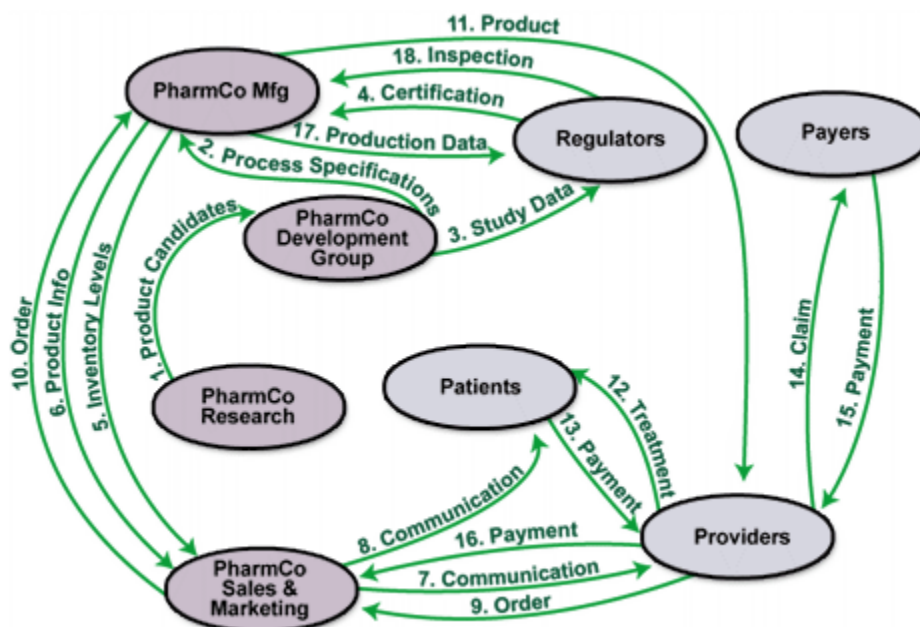 11. Product
18. Inspection
PharmCo Mfg
4. Certification
Regulators
Payers
17. Production Data
2. Process Specifications
PharmCo
Development
Group
3. Study Data
1. Product Candidates
10. Order
6. Product Info
5. Inventory Levels
PharmCo
Research
Patients
12. Treatment
13. Payment
14. Claim
15. Payment
8. Communication
16. Payment
Providers
7. Communication
9. Order
PharmCo
Sales &
Marketing